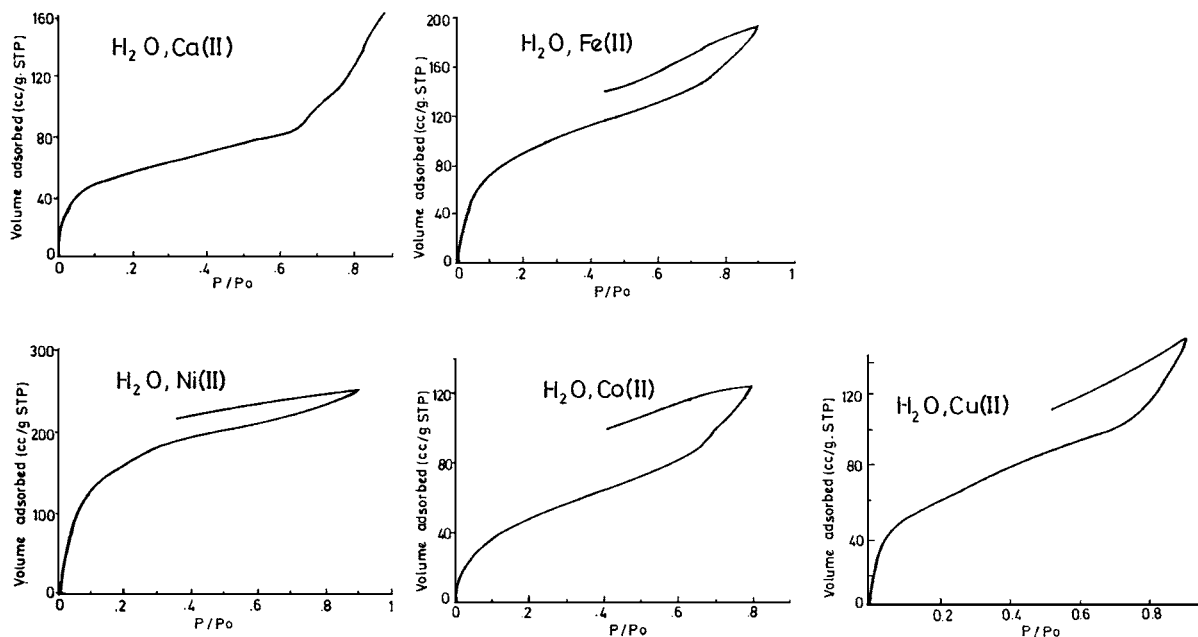 H₂O, Ca(II)
Volume adsorbed (cc/g. STP)
160
120
80
40
0
0 .2 .4 .6 .8
P/Po
H₂O, Fe(II)
Volume adsorbed (cc/g. STP)
200
160
120
80
40
0
0 .2 .4 .6 .8 1
P/Po
H₂O, Ni(II)
Volume adsorbed (cc/g STP)
300
200
100
0
0 .2 .4 .6 .8 1
P/Po
H₂O, Co(II)
Volume adsorbed (cc/g STP)
120
80
40
0
0 .2 .4 .6 .8
P/Po
H₂O, Cu(II)
Volume adsorbed (cc/g. STP)
120
80
40
0
0.2 0.4 0.6 0.8
P/Po